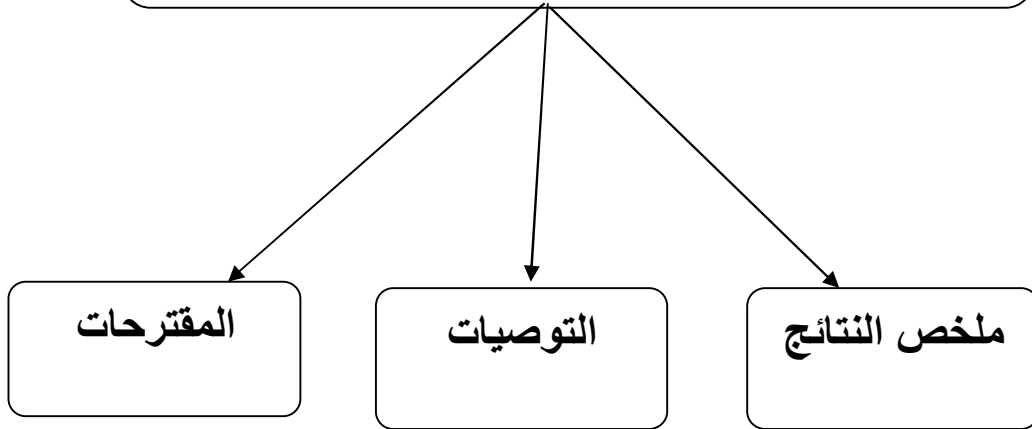 ملخص النتائج
التوصيات
المقترحات